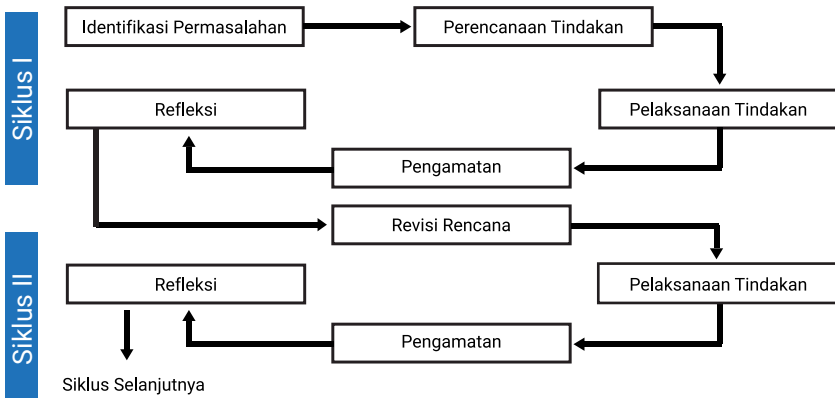 Siklus I
Identifikasi Permasalahan
Perencanaan Tindakan
Pelaksanaan Tindakan
Pengamatan
Refleksi
Siklus II
Revisi Rencana
Pelaksanaan Tindakan
Pengamatan
Refleksi
Siklus Selanjutnya